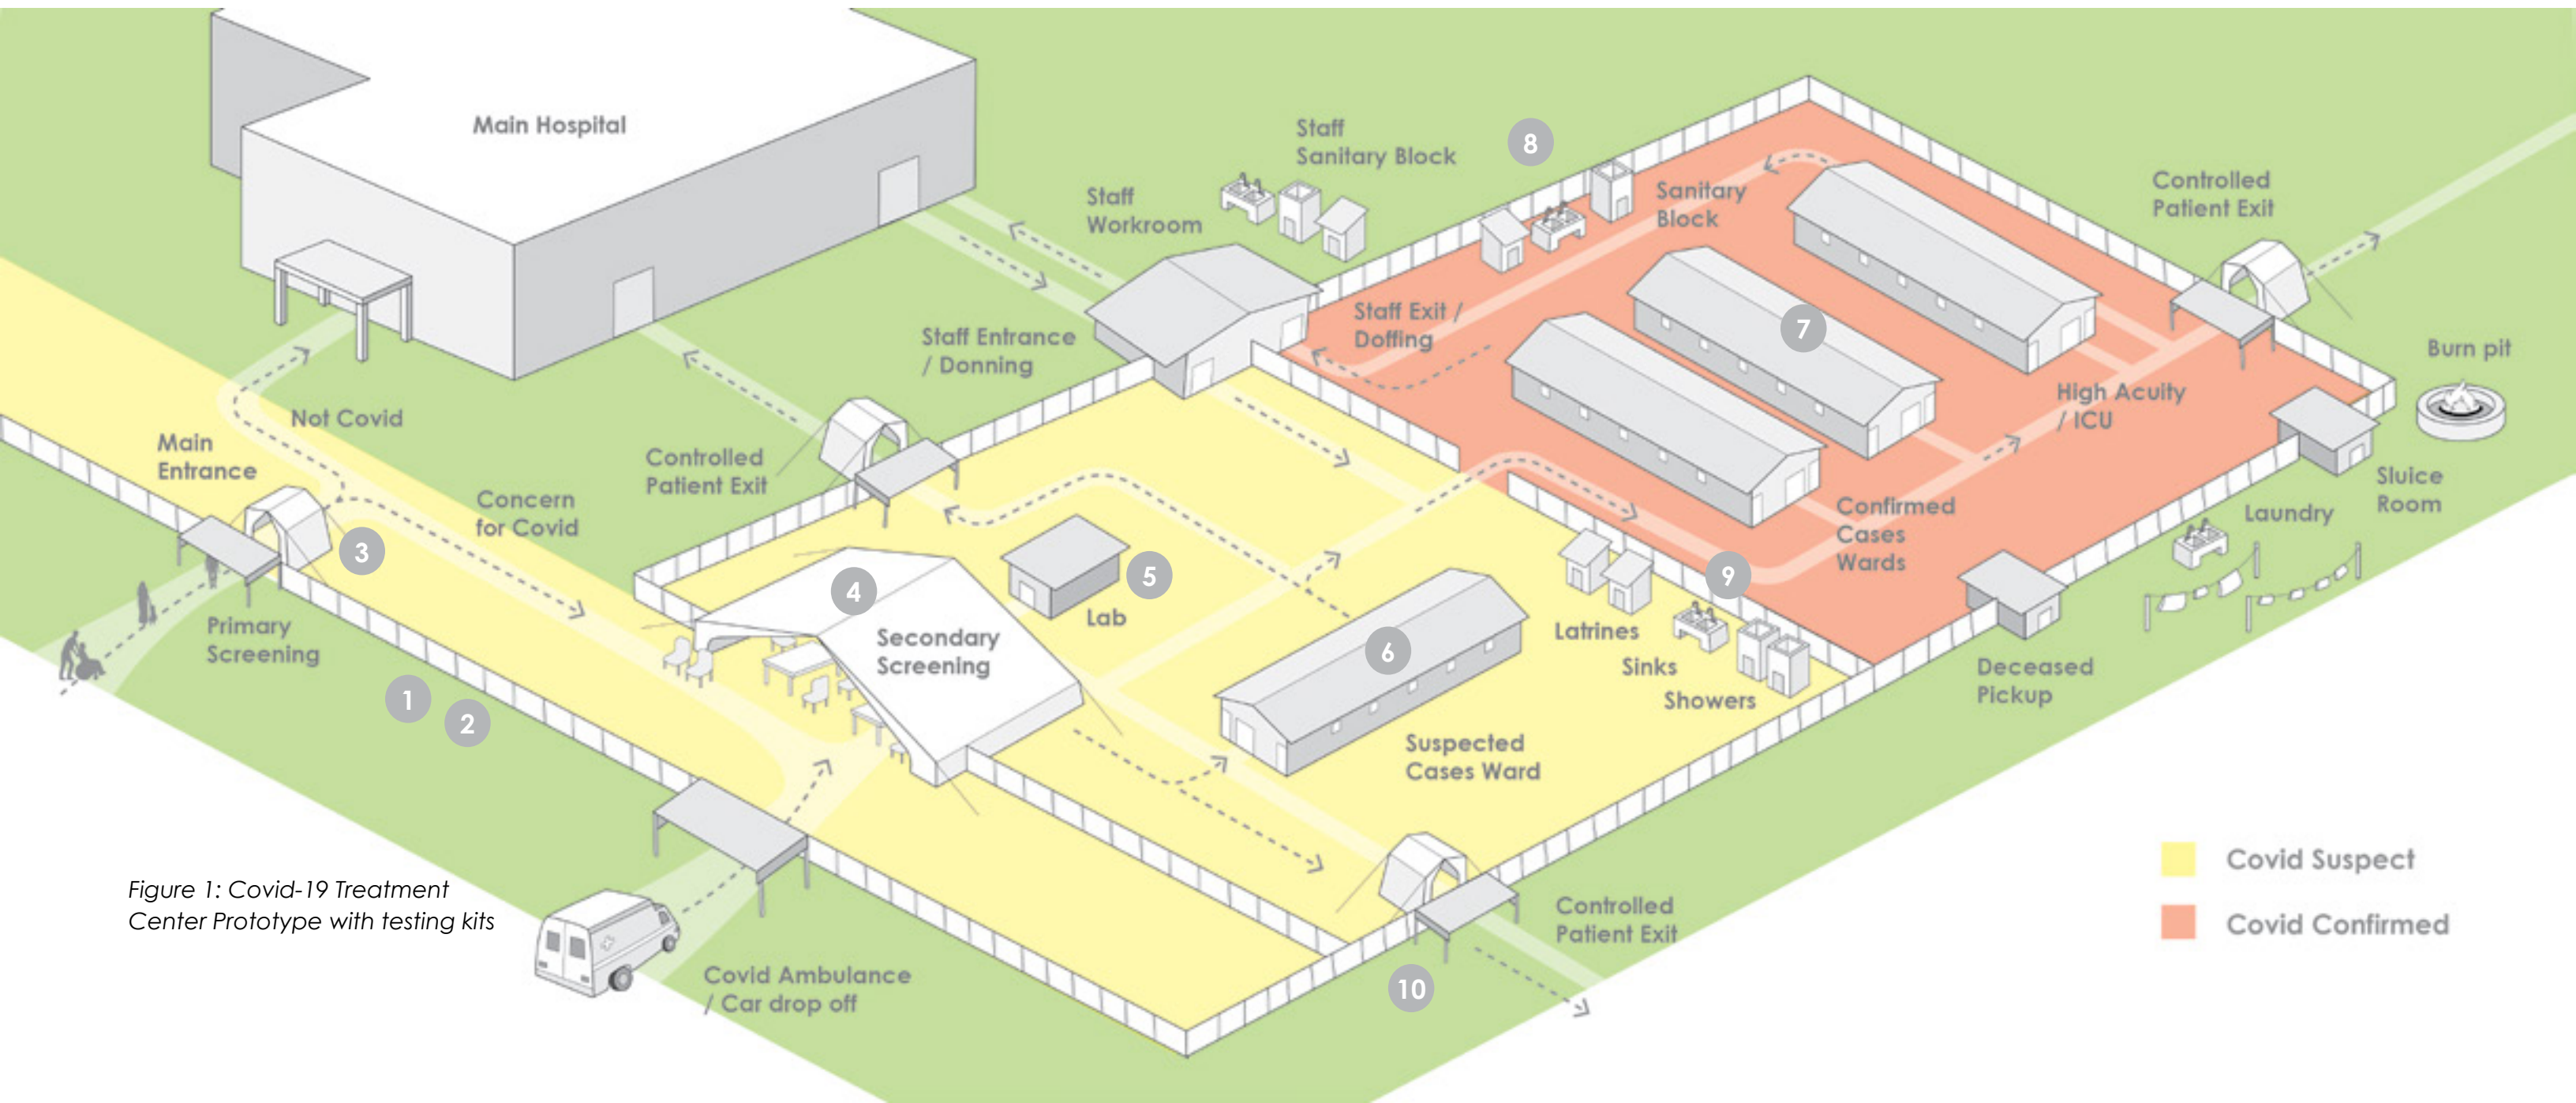 Main Hospital
Staff
Sanitary Block
8
Staff
Workroom
Sanitary
Block
Controlled
Patient Exit
Staff Exit /
Doffing
7
Staff Entrance
/ Donning
Burn pit
High Acuity
/ ICU
Not Covid
Main
Entrance
Controlled
Patient Exit
Concern
for Covid
Sluice
Room
Laundry
Confirmed
Cases
Wards
3
4
5
9
Lab
Primary
Screening
Secondary
Screening
6
Latrines
Sinks
Showers
Deceased
Pickup
1
2
Suspected
Cases Ward
Covid Suspect
Covid Confirmed
Figure 1: Covid-19 Treatment
Center Prototype with testing kits
Controlled
Patient Exit
Covid Ambulance
/ Car drop off
10